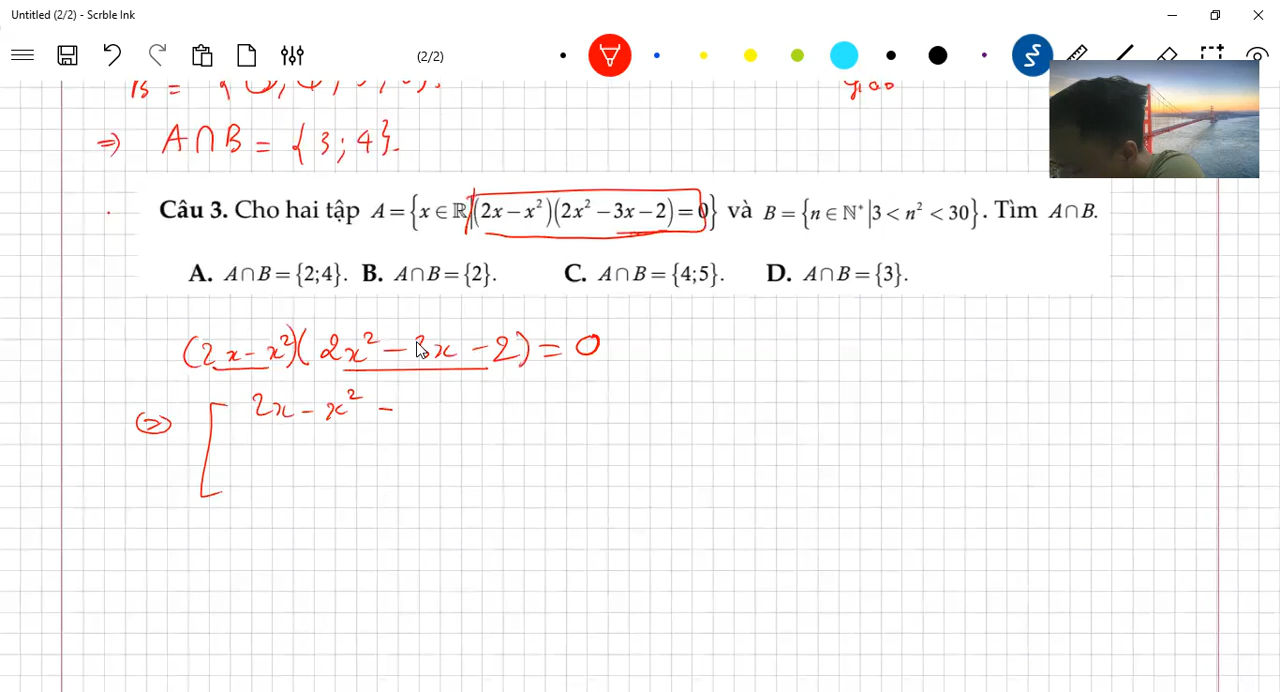 Untitled (2/2) - Scrble Ink
(2/2)
B =
⇒ A∩B = {3; 4}.
Câu 3. Cho hai tập A = {x ∈ ℝ|(2x − x²)(2x² − 3x − 2) = 0} và B = {n ∈ ℕ*|3 < n² < 30}. Tìm A∩B.
A. A∩B = {2;4}. B. A∩B = {2}. C. A∩B = {4;5}. D. A∩B = {3}.
(2x − x²)(2x² − 3x − 2) = 0
⇔ [ 2x − x² −